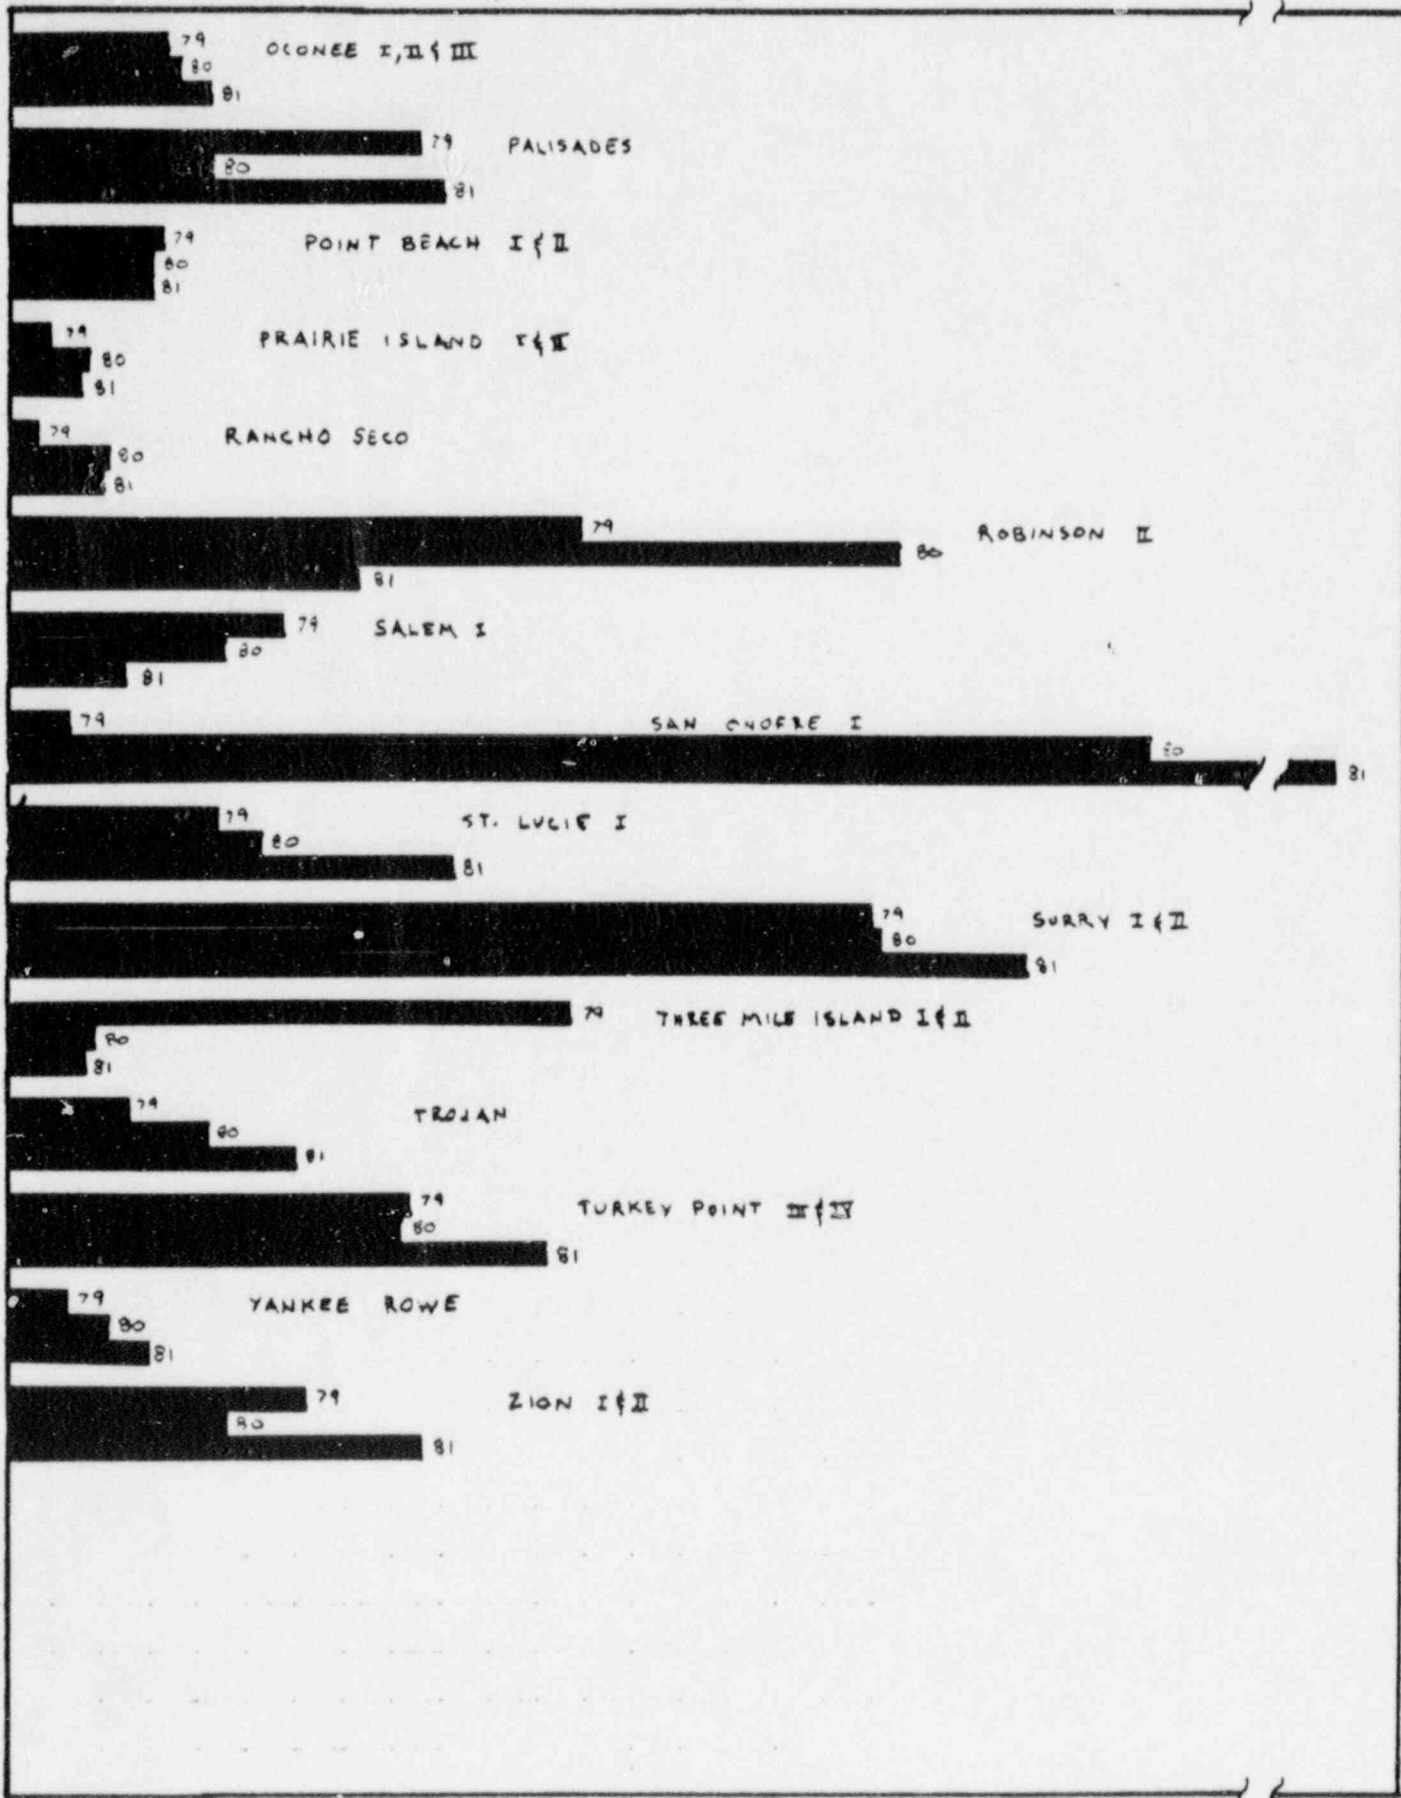 79 OCONEE I, II & III
80
81
79 PALISADES
80
81
79 POINT BEACH I & II
80
81
79 PRAIRIE ISLAND I & II
80
81
79 RANCHO SECO
80
81
79 ROBINSON II
80
81
79 SALEM I
80
81
79 SAN ONOFRE I
80
81
79 ST. LUCIE I
80
81
79 SURRY I & II
80
81
79 THREE MILE ISLAND I & II
80
81
79 TROJAN
80
81
79 TURKEY POINT III & IV
80
81
79 YANKEE ROWE
80
81
79 ZION I & II
80
81